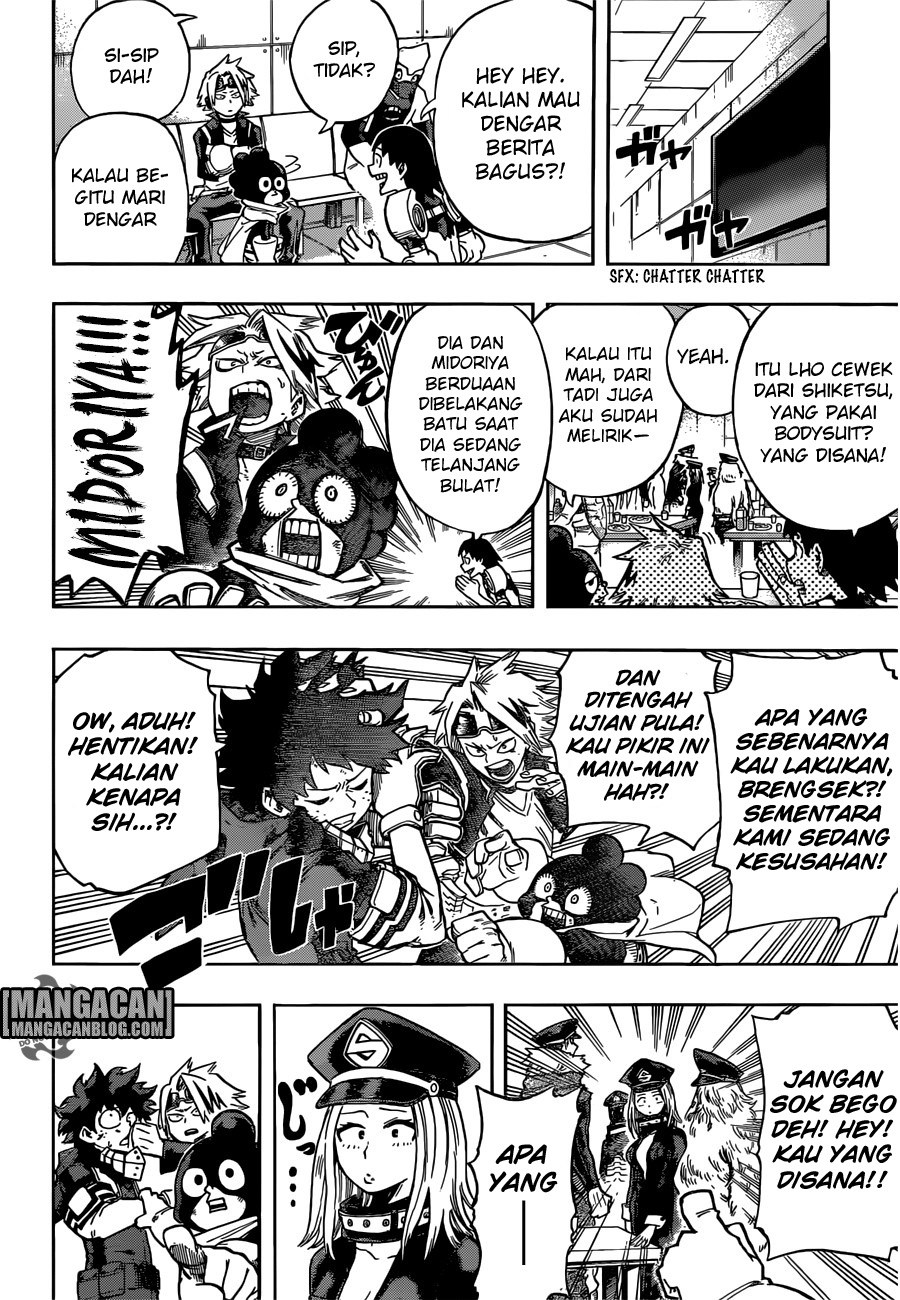 ガヤ
ガヤ
SFX: CHATTER CHATTER
HEY HEY.
KALIAN MAU
DENGAR
BERITA
BAGUS?!
SIP,
TIDAK?
SI-SIP
DAH!
KALAU BE-
GITU MARI
DENGAR
ITU LHO CEWEK
DARI SHIKETSU,
YANG PAKAI
BODYSUIT?
YANG DISANA!
YEAH.
KALAU ITU
MAH, DARI
TADI JUGA
AKU SUDAH
MELIRIK—
DIA DAN
MIDORIYA
BERDUAAN
DIBELAKANG
BATU SAAT
DIA SEDANG
TELANJANG
BULAT!
MIDORIYA!!!
APA YANG
SEBENARNYA
KAU LAKUKAN,
BRENGSEK?!
SEMENTARA
KAMI SEDANG
KESUSAHAN!
DAN
DITENGAH
UJIAN PULA!
KAU PIKIR INI
MAIN-MAIN
HAH?!
OW, ADUH!
HENTIKAN!
KALIAN
KENAPA
SIH...?!
JANGAN
SOK BEGO
DEH! HEY!
KAU YANG
DISANA!!
APA
YANG
—
じっ…
[MANGACAN]
MANGACANBLOG.COM